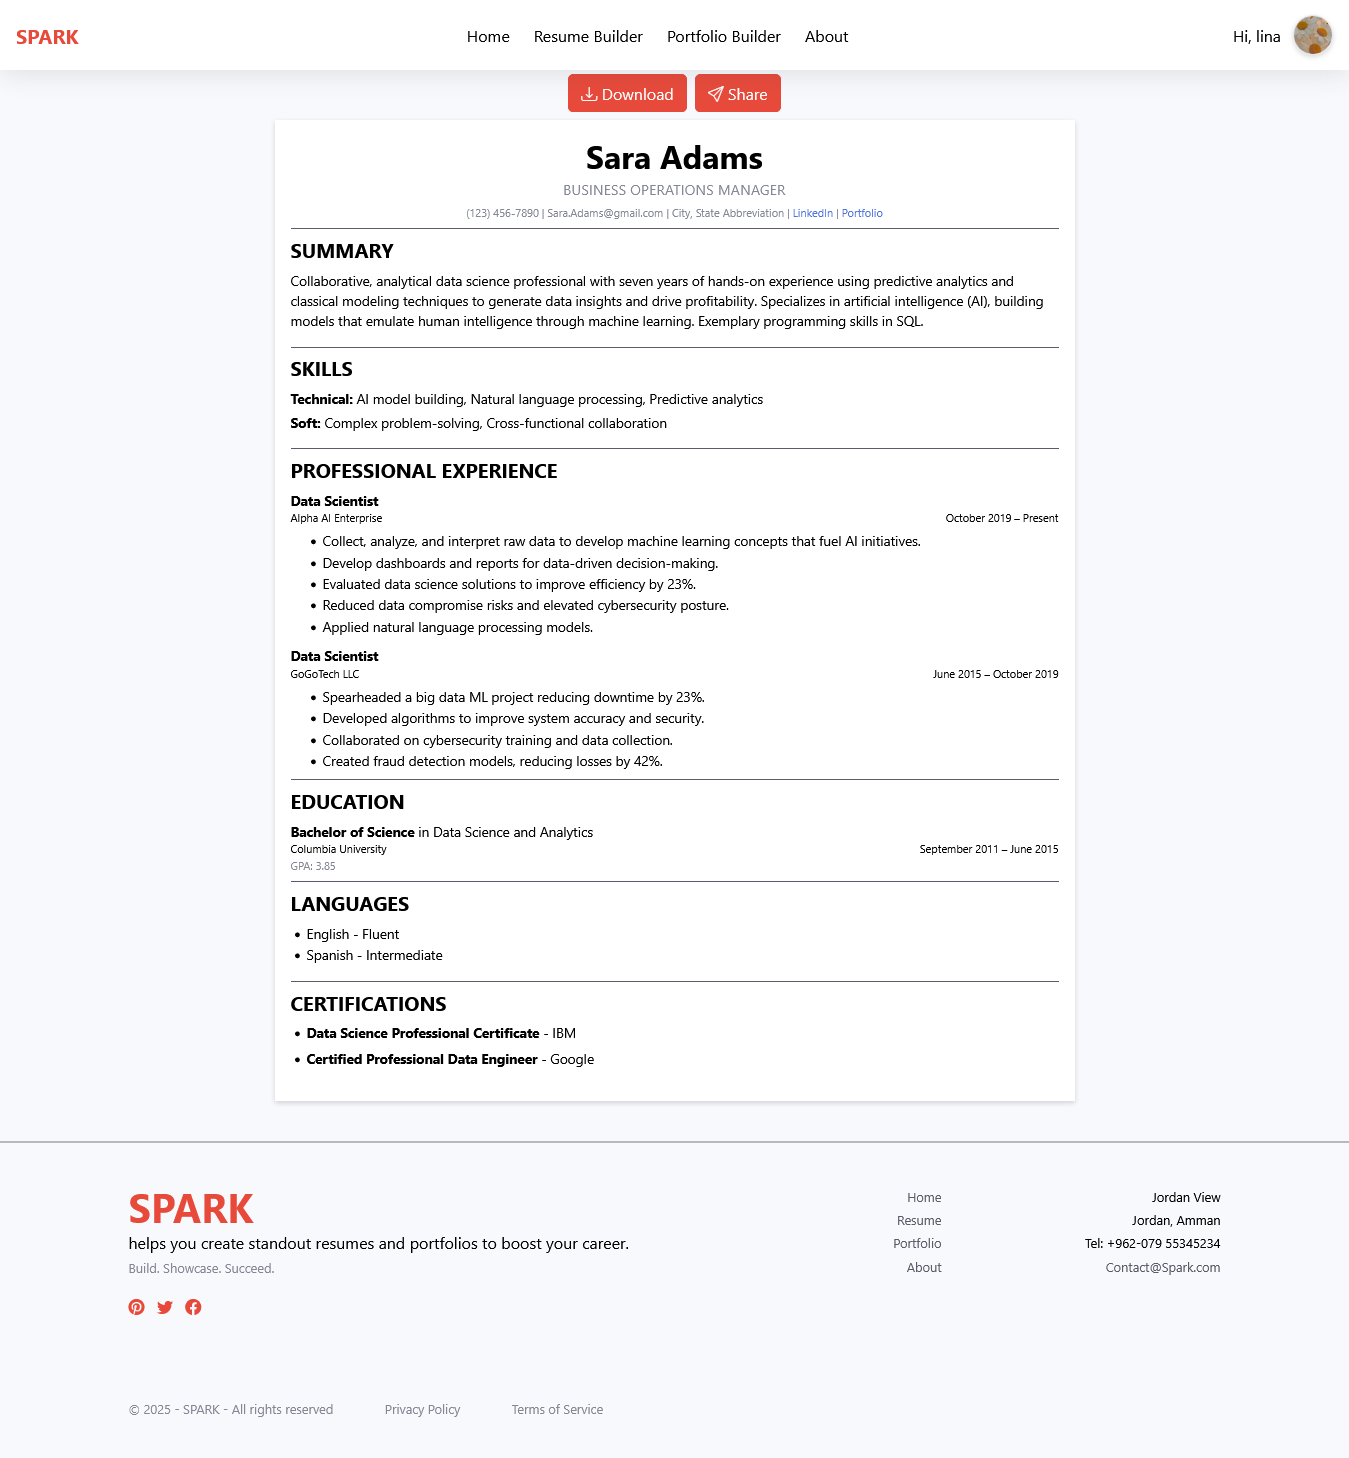 SPARK
Home Resume Builder Portfolio Builder About
Hi, lina
Download Share
Sara Adams
BUSINESS OPERATIONS MANAGER
(123) 456-7890 | Sara.Adams@gmail.com | City, State Abbreviation | LinkedIn | Portfolio
SUMMARY
Collaborative, analytical data science professional with seven years of hands-on experience using predictive analytics and
classical modeling techniques to generate data insights and drive profitability. Specializes in artificial intelligence (AI), building
models that emulate human intelligence through machine learning. Exemplary programming skills in SQL.
SKILLS
Technical: AI model building, Natural language processing, Predictive analytics
Soft: Complex problem-solving, Cross-functional collaboration
PROFESSIONAL EXPERIENCE
Data Scientist
Alpha AI Enterprise October 2019 – Present
• Collect, analyze, and interpret raw data to develop machine learning concepts that fuel AI initiatives.
• Develop dashboards and reports for data-driven decision-making.
• Evaluated data science solutions to improve efficiency by 23%.
• Reduced data compromise risks and elevated cybersecurity posture.
• Applied natural language processing models.
Data Scientist
GoGoTech LLC June 2015 – October 2019
• Spearheaded a big data ML project reducing downtime by 23%.
• Developed algorithms to improve system accuracy and security.
• Collaborated on cybersecurity training and data collection.
• Created fraud detection models, reducing losses by 42%.
EDUCATION
Bachelor of Science in Data Science and Analytics
Columbia University September 2011 – June 2015
GPA: 3.85
LANGUAGES
• English - Fluent
• Spanish - Intermediate
CERTIFICATIONS
• Data Science Professional Certificate - IBM
• Certified Professional Data Engineer - Google
SPARK
helps you create standout resumes and portfolios to boost your career.
Build. Showcase. Succeed.
Home
Resume
Portfolio
About
Jordan View
Jordan, Amman
Tel: +962-079 55345234
Contact@Spark.com
© 2025 - SPARK - All rights reserved Privacy Policy Terms of Service